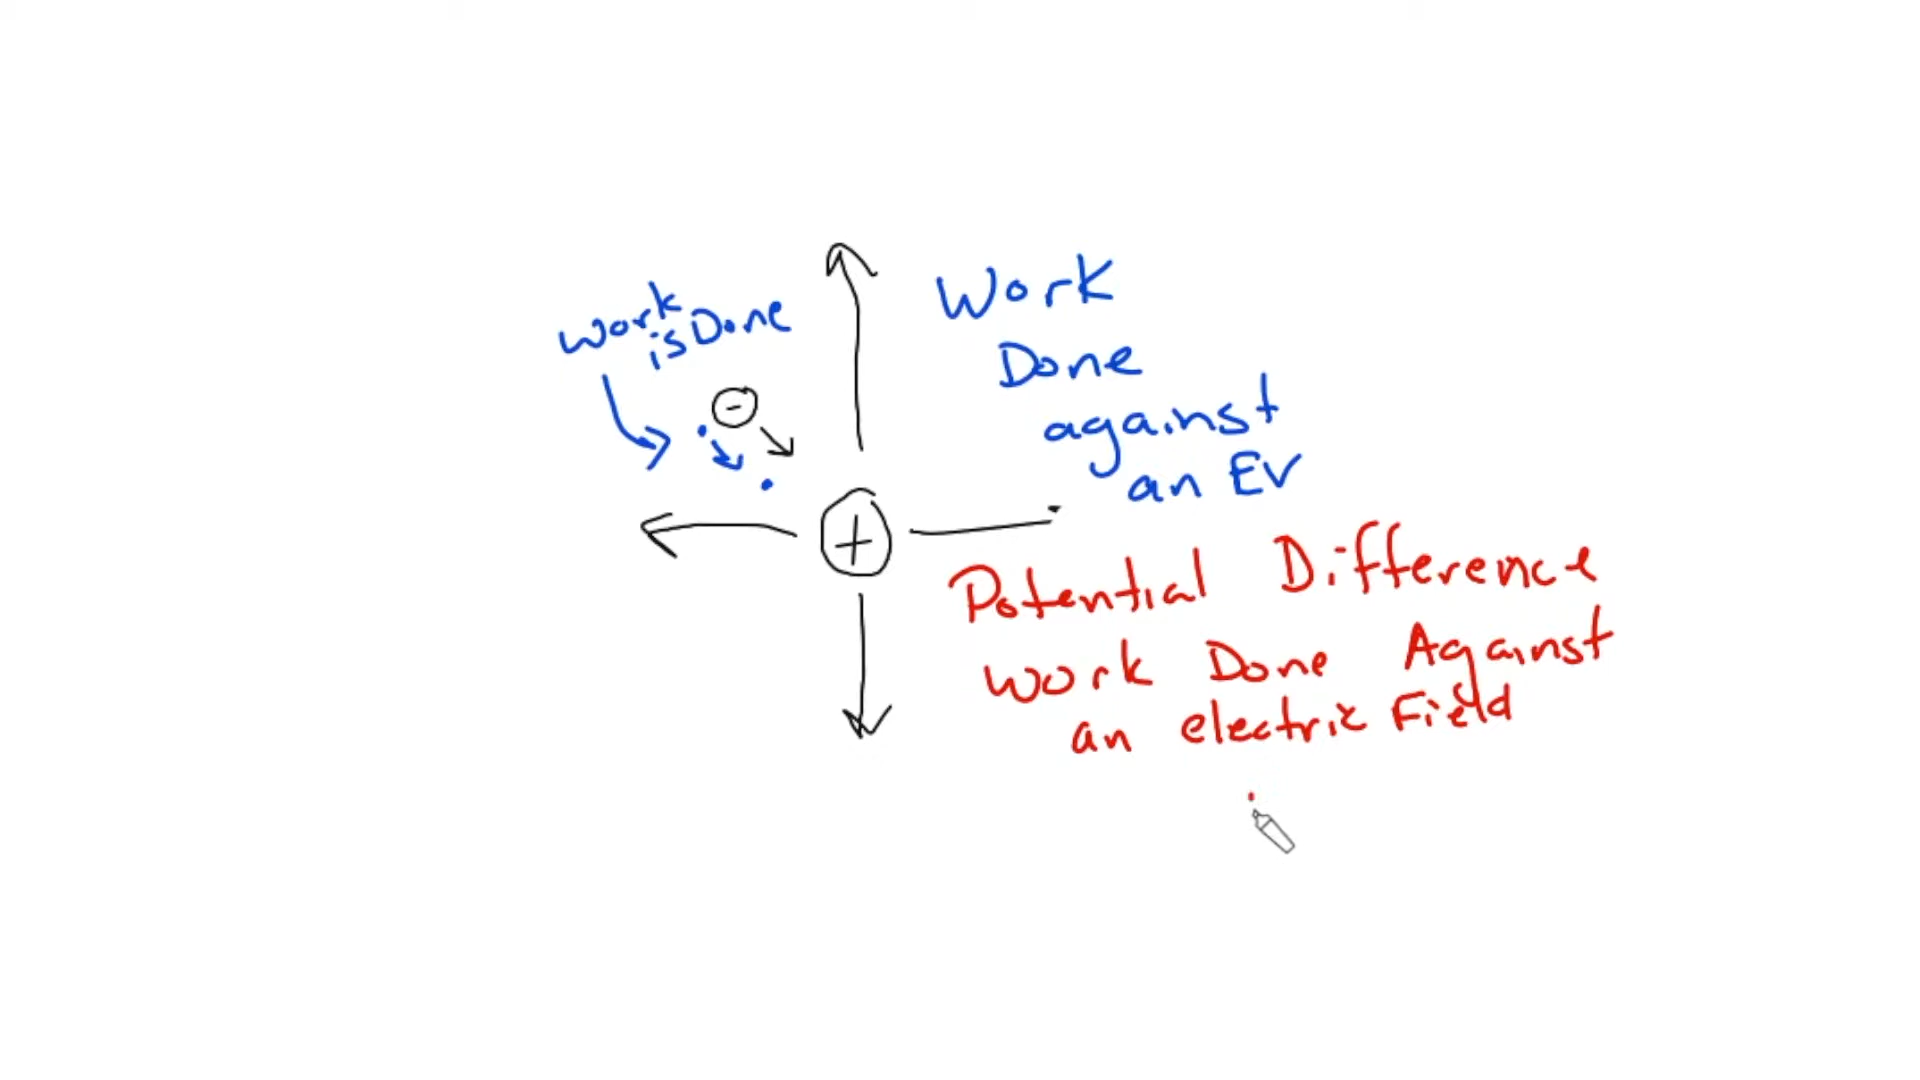 Work
is Done
-
+
Work
Done
against
an EV
Potential Difference
Work Done Against
an electric Field